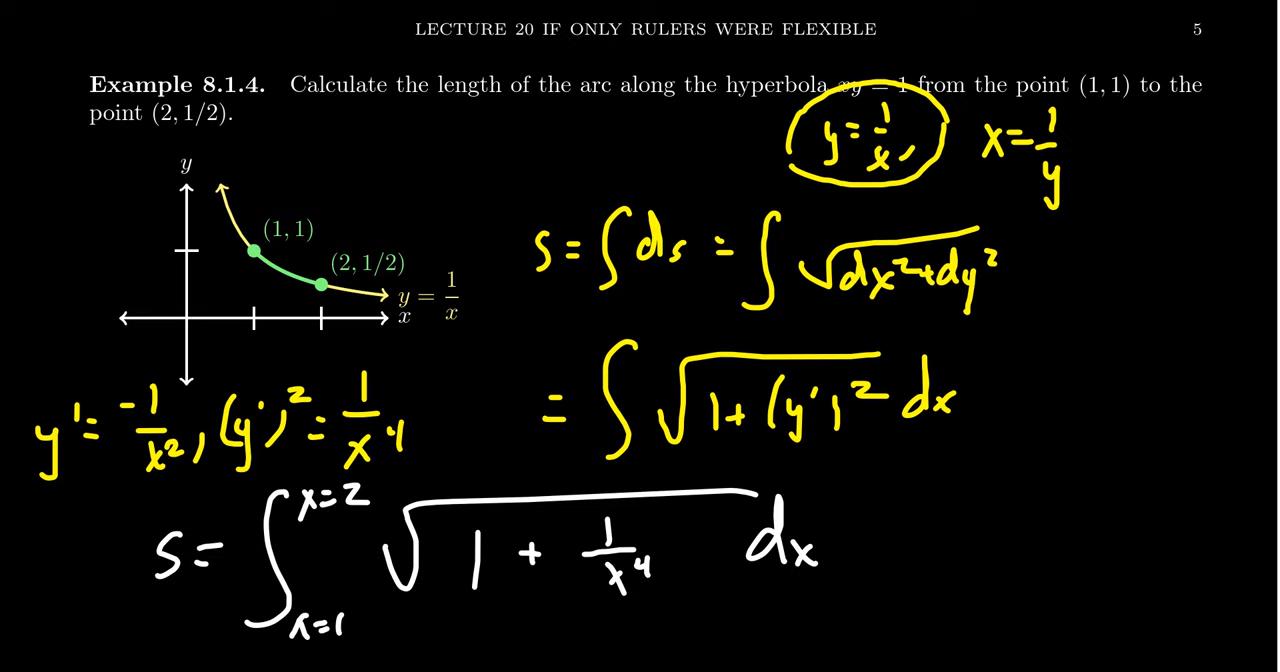 LECTURE 20 IF ONLY RULERS WERE FLEXIBLE 5
Example 8.1.4. Calculate the length of the arc along the hyperbola xy = 1 from the point (1, 1) to the
point (2, 1/2).
y = 1/x, x = 1/y
y
(1, 1)
(2, 1/2)
y = 1/x
x
s = ∫ ds = ∫ √(dx² + dy²)
= ∫ √(1 + (y')²) dx
y' = -1/x², (y')² = 1/x⁴
s = ∫_{x=1}^{x=2} √(1 + 1/x⁴) dx